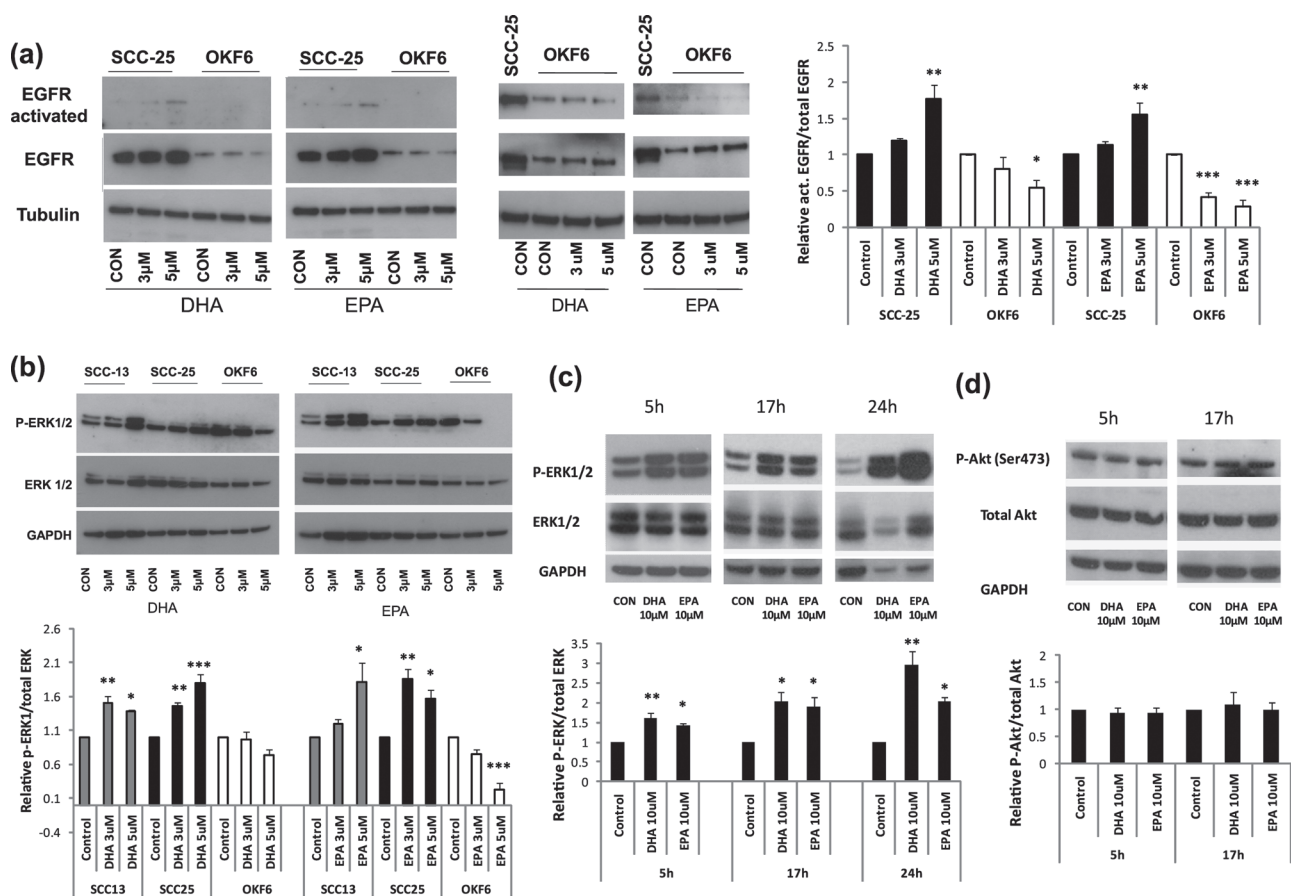 (a)
SCC-25 OKF6 SCC-25 OKF6
SCC-25 OKF6 SCC-25 OKF6
EGFR
activated
EGFR
Tubulin
CON 3µM 5µM CON 3µM 5µM CON 3µM 5µM CON 3µM 5µM
DHA EPA
CON CON 3 uM 5 uM CON CON 3 uM 5 uM
DHA EPA
Relative act. EGFR/total EGFR
2.5
2
1.5
1
0.5
0
** * ** *** ***
Control DHA 3uM DHA 5uM Control DHA 3uM DHA 5uM Control EPA 3uM EPA 5uM Control EPA 3uM EPA 5uM
SCC-25 OKF6 SCC-25 OKF6
(b)
SCC-13 SCC-25 OKF6 SCC-13 SCC-25 OKF6
P-ERK1/2
ERK 1/2
GAPDH
CON 3µM 5µM CON 3µM 5µM CON 3µM 5µM CON 3µM 5µM CON 3µM 5µM CON 3µM 5µM
DHA EPA
Relative p-ERK1/total ERK
2.6
2.1
1.6
1.1
0.6
0.1
-0.4
** * ** *** * ** * ***
Control DHA 3uM DHA 5uM Control DHA 3uM DHA 5uM Control DHA 3uM DHA 5uM Control EPA 3uM EPA 5uM Control EPA 3uM EPA 5uM Control EPA 3uM EPA 5uM
SCC13 SCC25 OKF6 SCC13 SCC25 OKF6
(c)
5h 17h 24h
P-ERK1/2
ERK1/2
GAPDH
CON DHA EPA CON DHA EPA CON DHA EPA
10µM 10µM 10µM 10µM 10µM 10µM
Relative P-ERK/total ERK
3.5
3
2.5
2
1.5
1
0.5
0
** * * * ** *
Control DHA 10uM EPA 10uM Control DHA 10uM EPA 10uM Control DHA 10uM EPA 10uM
5h 17h 24h
(d)
5h 17h
P-Akt (Ser473)
Total Akt
GAPDH
CON DHA EPA CON DHA EPA
10µM 10µM 10µM 10µM
Relative P-Akt/total Akt
2
1.5
1
0.5
0
Control DHA 10uM EPA 10uM Control DHA 10uM EPA 10uM
5h 17h